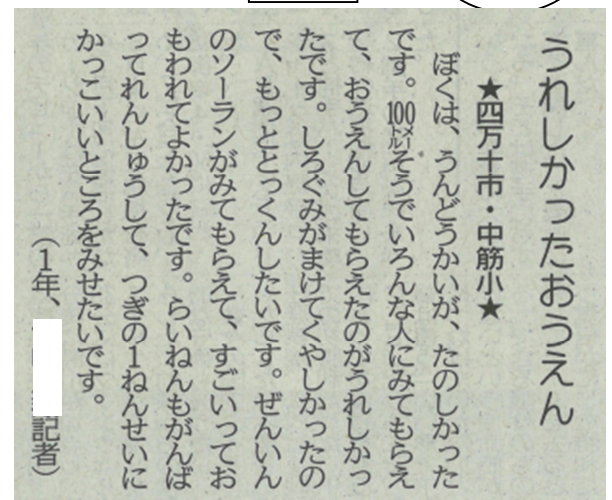 うれしかったおうえん
★四万十市・中筋小★
ぼくは、うんどうかいが、たのしかった
です。100㍍そうでいろんな人にみてもらえ
て、おうえんしてもらえたのがうれしかっ
たです。しろぐみがまけてくやしかったの
で、もっととっくんしたいです。ぜんいん
のソーランがみてもらえて、すごいってお
もわれてよかったです。らいねんもがんば
ってれんしゅうして、つぎの1ねんせいに
かっこいいところをみせたいです。
(1年、記者)